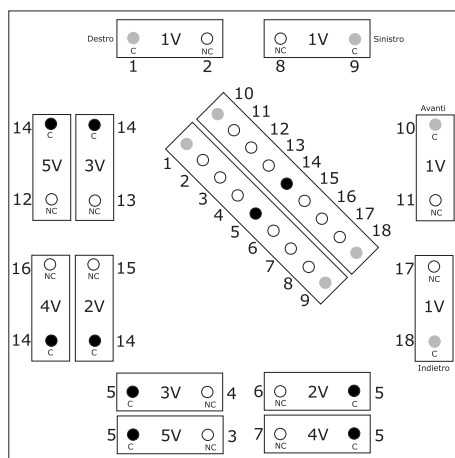 Destro C 1V NC NC 1V C Sinistro
1 2 8 9
14 C 14 C
5V 3V
12 NC NC 13
10
11
12
13
14
15
16
17
18
1
2
3
4
5
6
7
8
9
Avanti
10 C
1V
11 NC
16 NC NC 15
4V 2V
14 C C 14
17 NC
1V
18 C
Indietro
5 C 3V NC 4
6 NC 2V C 5
5 C 5V NC 3
7 NC 4V C 5